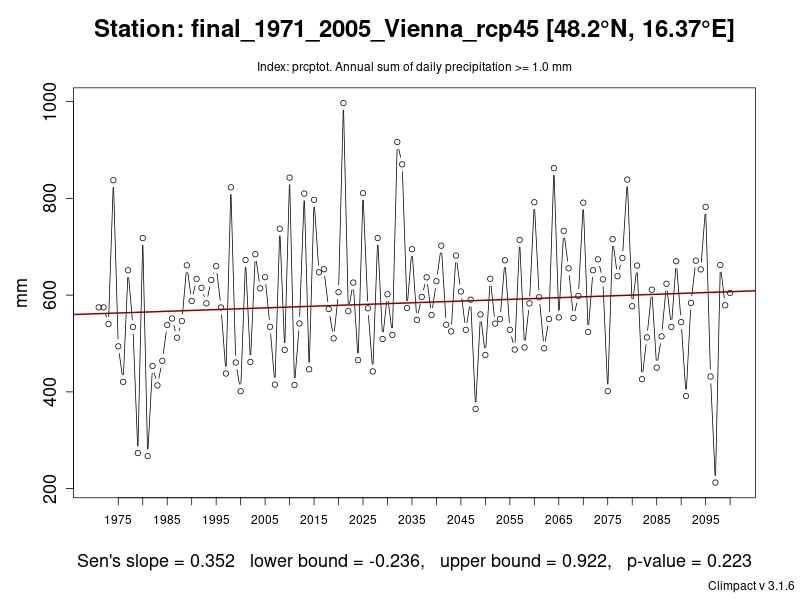 Station: final_1971_2005_Vienna_rcp45 [48.2°N, 16.37°E]
Index: prcptot. Annual sum of daily precipitation >= 1.0 mm
1000
800
600
400
200
mm
1975 1985 1995 2005 2015 2025 2035 2045 2055 2065 2075 2085 2095
Sen's slope = 0.352 lower bound = -0.236, upper bound = 0.922, p-value = 0.223
Climpact v 3.1.6